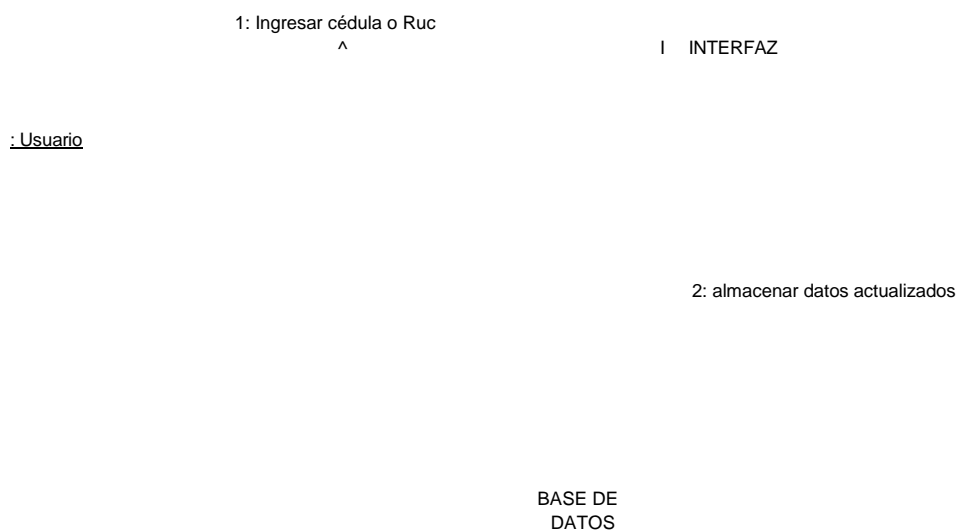 1: Ingresar cédula o Ruc
^ I INTERFAZ
: Usuario
2: almacenar datos actualizados
BASE DE
DATOS